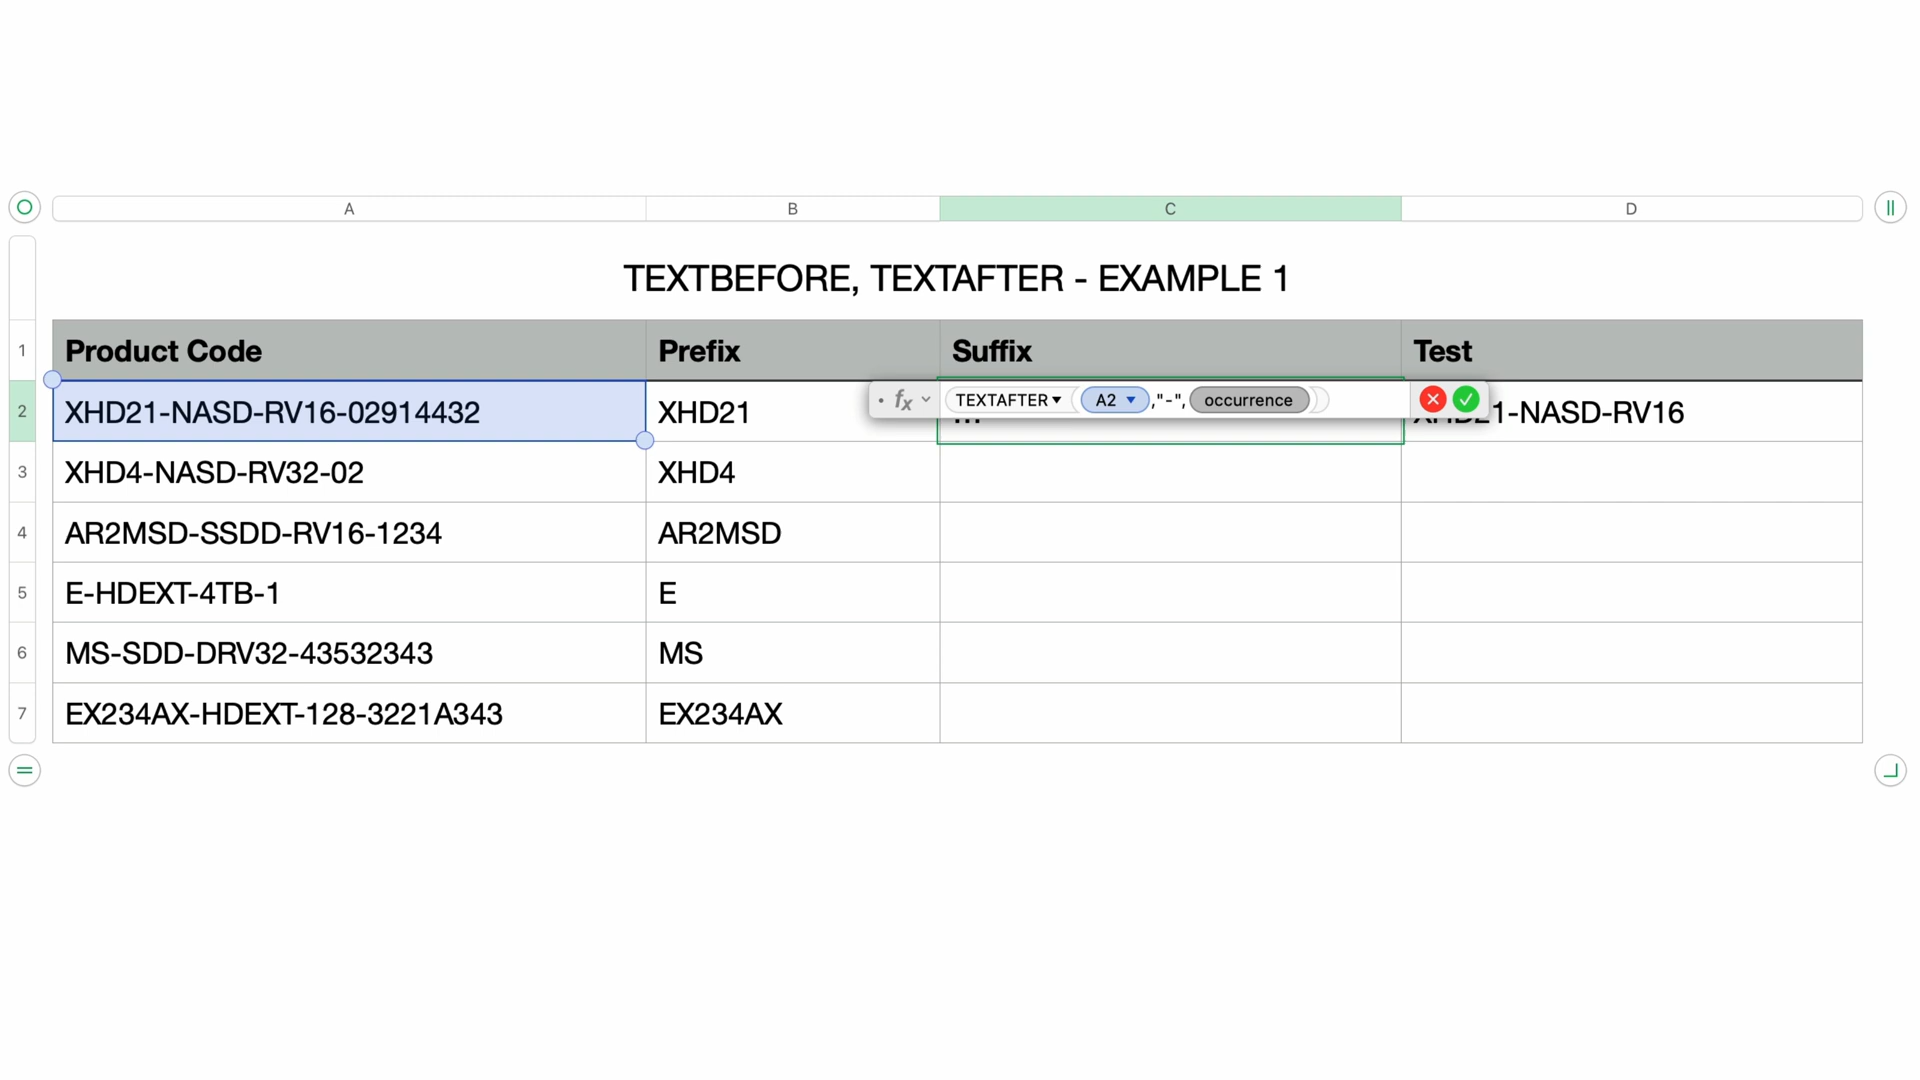 A B C D
TEXTBEFORE, TEXTAFTER - EXAMPLE 1
1 Product Code Prefix Suffix Test
fx TEXTAFTER A2 ,"-", occurrence
2 XHD21-NASD-RV16-02914432 XHD21 ... XHD21-NASD-RV16
3 XHD4-NASD-RV32-02 XHD4
4 AR2MSD-SSDD-RV16-1234 AR2MSD
5 E-HDEXT-4TB-1 E
6 MS-SDD-DRV32-43532343 MS
7 EX234AX-HDEXT-128-3221A343 EX234AX